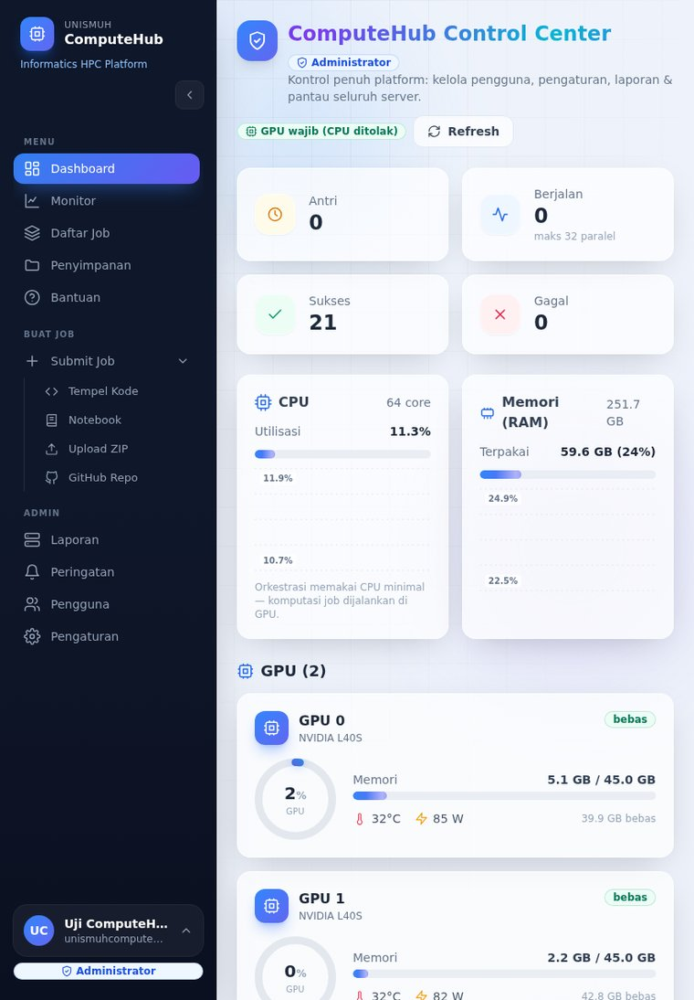 UNISMUH
ComputeHub
Informatics HPC Platform
MENU
Dashboard
Monitor
Daftar Job
Penyimpanan
Bantuan
BUAT JOB
Submit Job
Tempel Kode
Notebook
Upload ZIP
GitHub Repo
ADMIN
Laporan
Peringatan
Pengguna
Pengaturan
UC
Uji ComputeH...
unismuhcompute...
Administrator
ComputeHub Control Center
Administrator
Kontrol penuh platform: kelola pengguna, pengaturan, laporan &
pantau seluruh server.
GPU wajib (CPU ditolak)
Refresh
Antri
0
Berjalan
0
maks 32 paralel
Sukses
21
Gagal
0
CPU
64 core
Utilisasi
11.3%
11.9%
10.7%
Orkestrasi memakai CPU minimal
— komputasi job dijalankan di
GPU.
Memori
(RAM)
251.7
GB
Terpakai
59.6 GB (24%)
24.9%
22.5%
GPU (2)
GPU 0
NVIDIA L40S
bebas
2%
GPU
Memori
5.1 GB / 45.0 GB
32°C
85 W
39.9 GB bebas
GPU 1
NVIDIA L40S
bebas
0%
GPU
Memori
2.2 GB / 45.0 GB
32°C
82 W
42.8 GB bebas